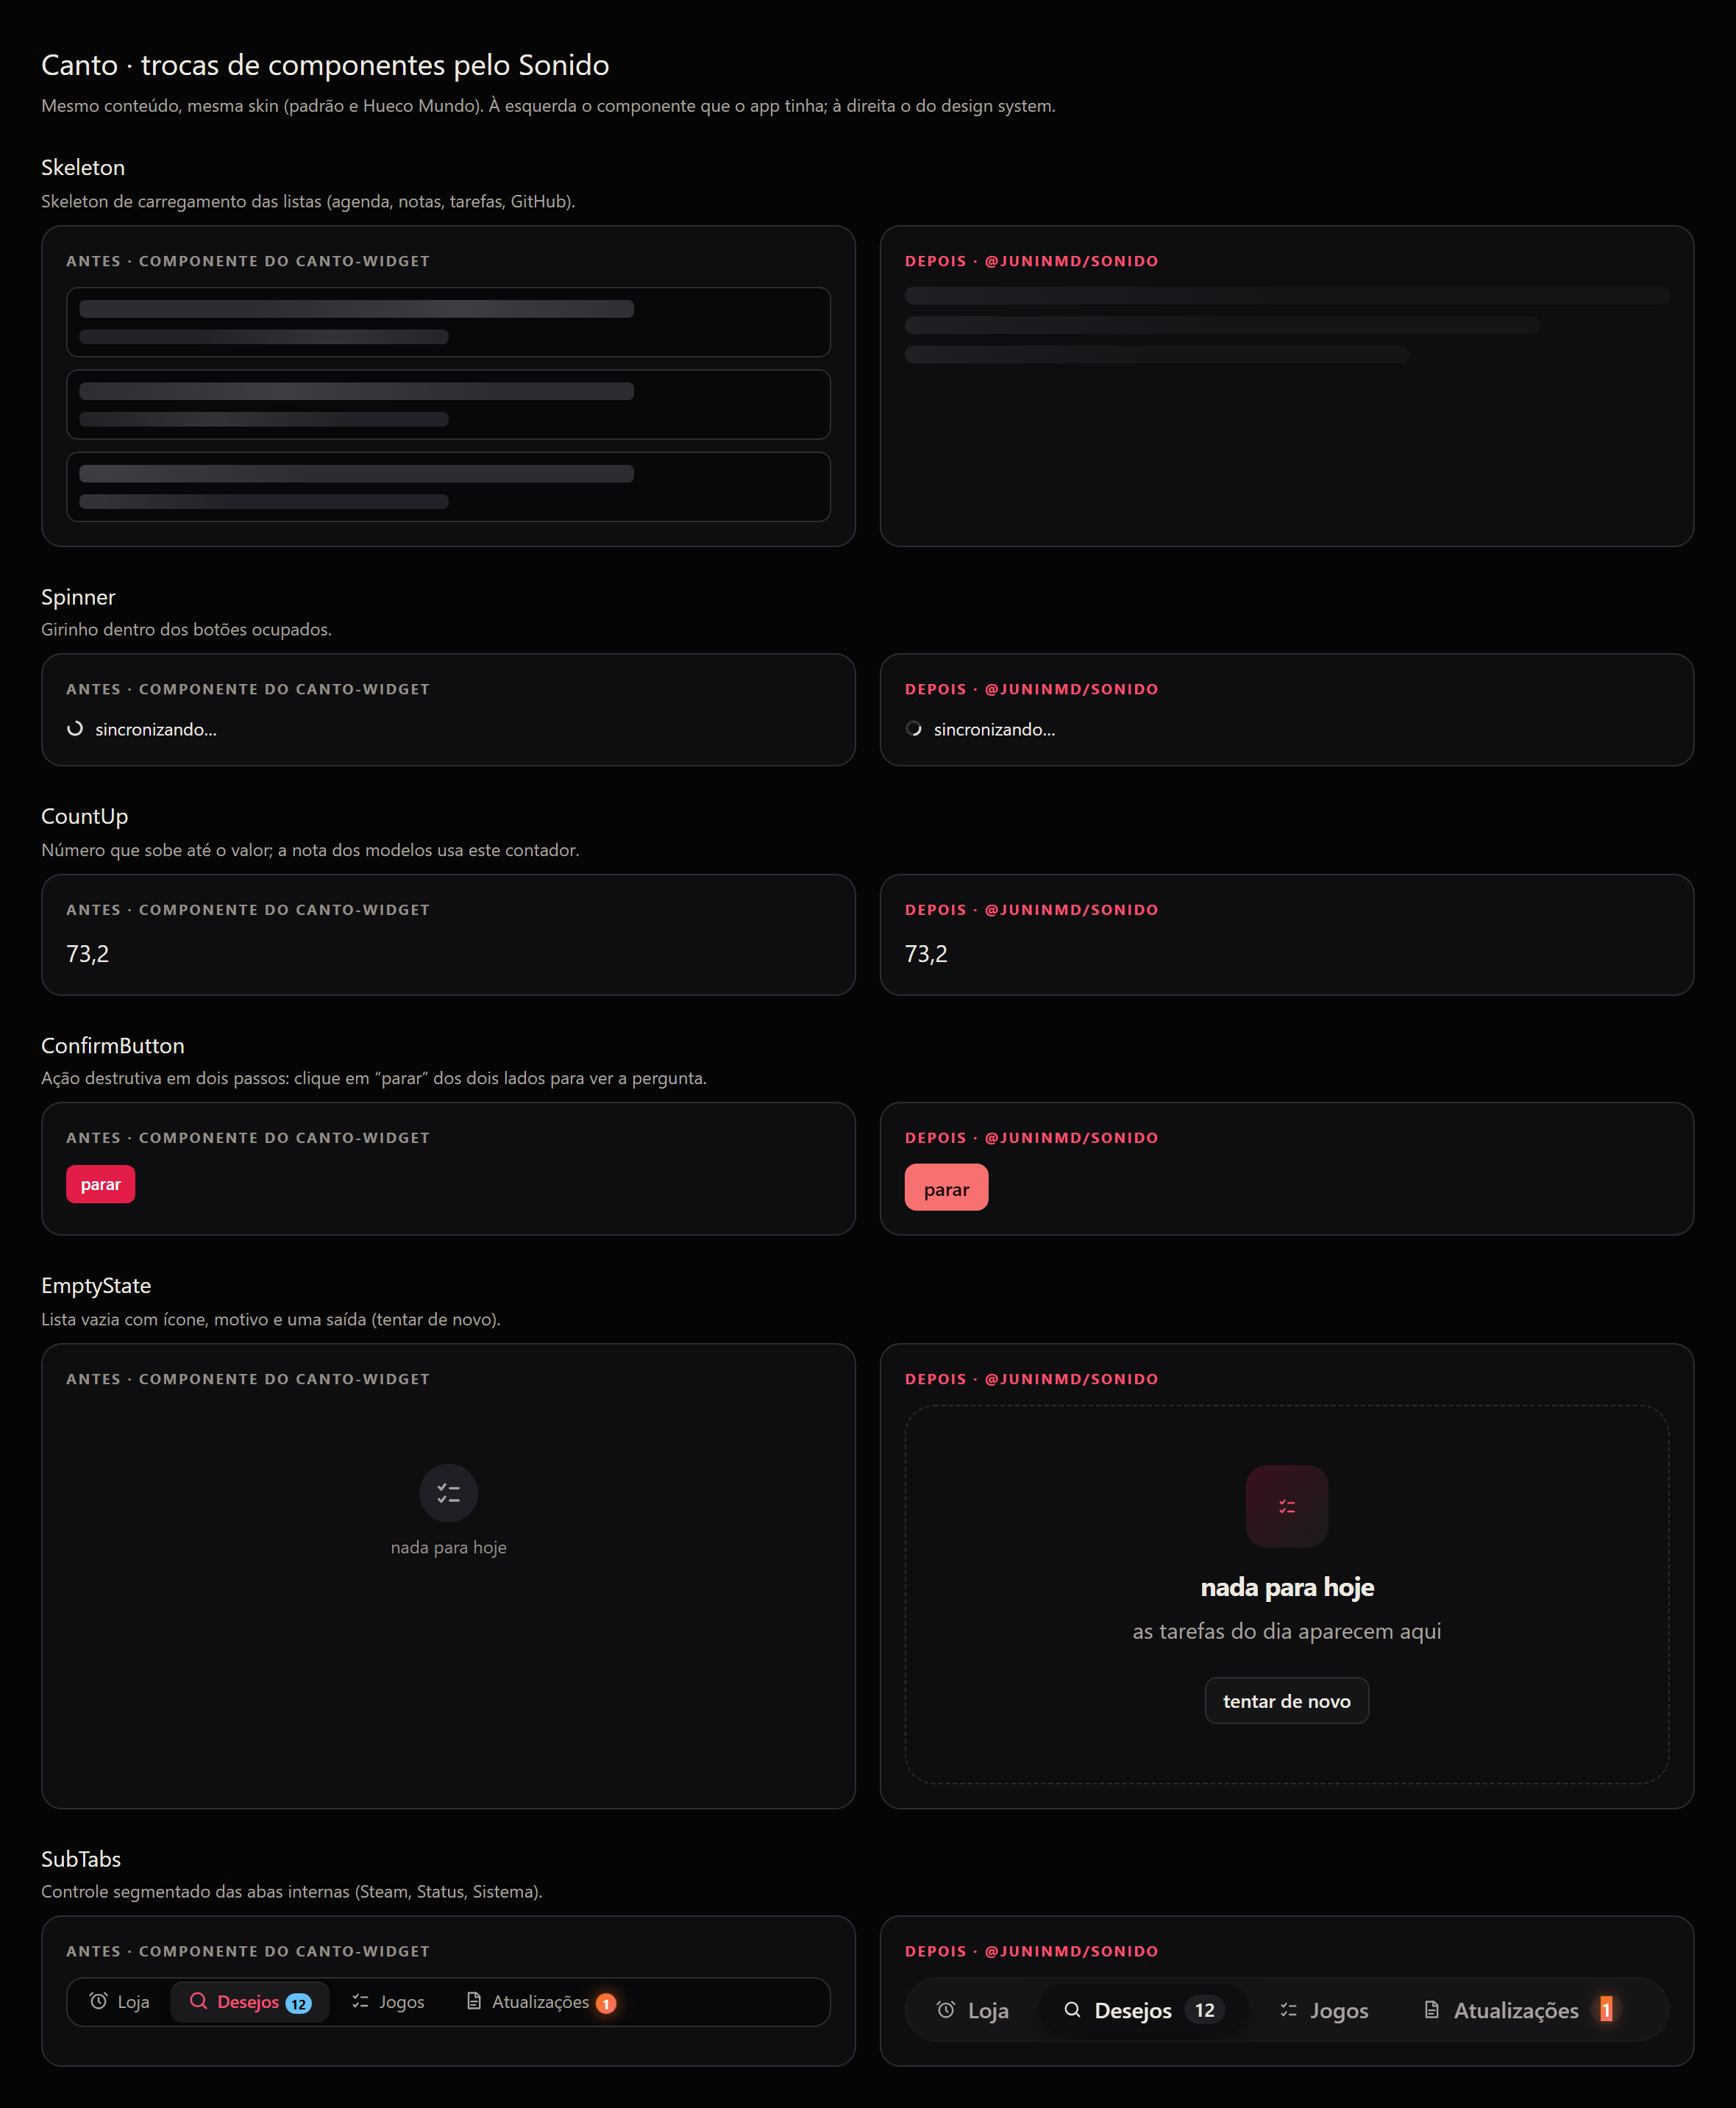 Canto · trocas de componentes pelo Sonido
Mesmo conteúdo, mesma skin (padrão e Hueco Mundo). À esquerda o componente que o app tinha; à direita o do design system.
Skeleton
Skeleton de carregamento das listas (agenda, notas, tarefas, GitHub).
ANTES · COMPONENTE DO CANTO-WIDGET
DEPOIS · @JUNINMD/SONIDO
Spinner
Girinho dentro dos botões ocupados.
ANTES · COMPONENTE DO CANTO-WIDGET
sincronizando...
DEPOIS · @JUNINMD/SONIDO
sincronizando...
CountUp
Número que sobe até o valor; a nota dos modelos usa este contador.
ANTES · COMPONENTE DO CANTO-WIDGET
73,2
DEPOIS · @JUNINMD/SONIDO
73,2
ConfirmButton
Ação destrutiva em dois passos: clique em “parar” dos dois lados para ver a pergunta.
ANTES · COMPONENTE DO CANTO-WIDGET
parar
DEPOIS · @JUNINMD/SONIDO
parar
EmptyState
Lista vazia com ícone, motivo e uma saída (tentar de novo).
ANTES · COMPONENTE DO CANTO-WIDGET
nada para hoje
DEPOIS · @JUNINMD/SONIDO
nada para hoje
as tarefas do dia aparecem aqui
tentar de novo
SubTabs
Controle segmentado das abas internas (Steam, Status, Sistema).
ANTES · COMPONENTE DO CANTO-WIDGET
Loja Desejos 12 Jogos Atualizações 1
DEPOIS · @JUNINMD/SONIDO
Loja Desejos 12 Jogos Atualizações 1